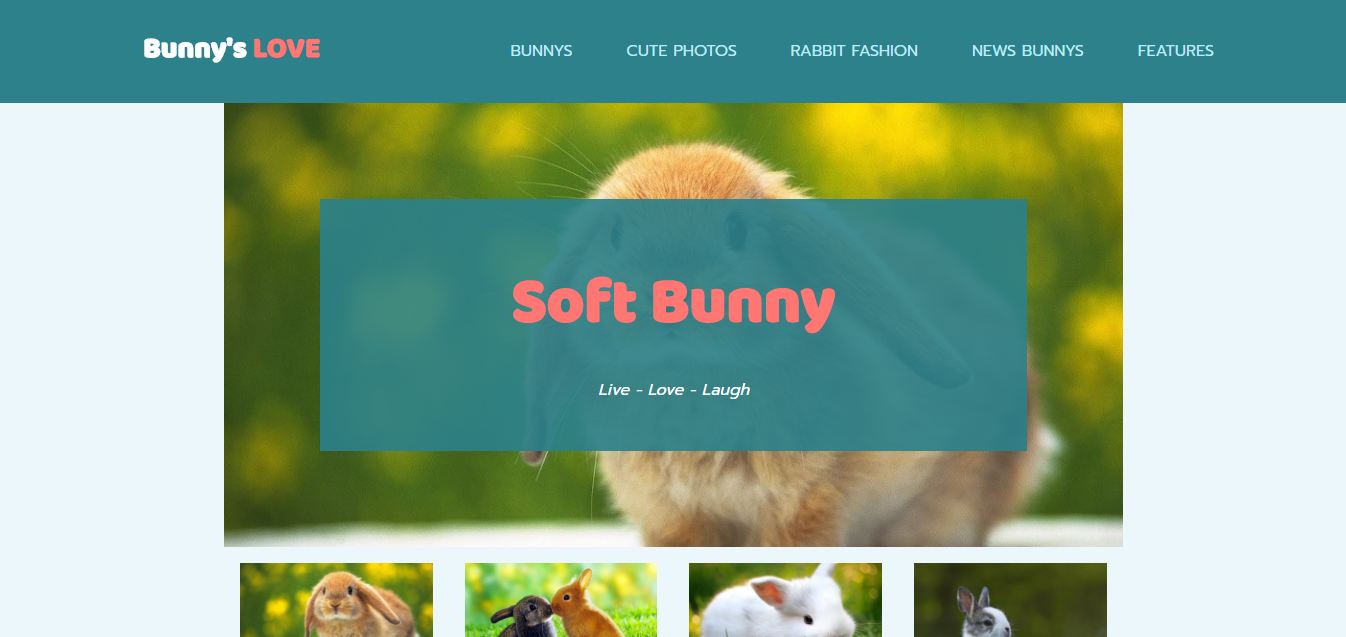 Bunny's LOVE
BUNNYS CUTE PHOTOS RABBIT FASHION NEWS BUNNYS FEATURES
Soft Bunny
Live - Love - Laugh